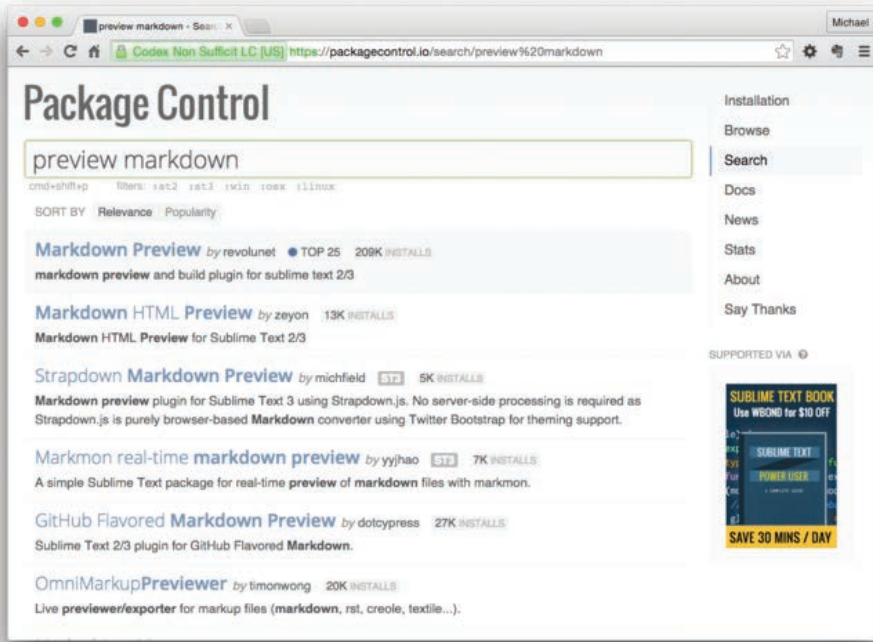 preview markdown - Sear
Michael
Codex Non Sufficit LC [US] https://packagecontrol.io/search/preview%20markdown
Package Control
preview markdown
cmd+shift+p filters: :st2 :st3 :win :osx :linux
SORT BY Relevance Popularity
Markdown Preview by revolunet TOP 25 209K INSTALLS
markdown preview and build plugin for sublime text 2/3
Markdown HTML Preview by zeyon 13K INSTALLS
Markdown HTML Preview for Sublime Text 2/3
Strapdown Markdown Preview by michfield ST3 5K INSTALLS
Markdown preview plugin for Sublime Text 3 using Strapdown.js. No server-side processing is required as
Strapdown.js is purely browser-based Markdown converter using Twitter Bootstrap for theming support.
Markmon real-time markdown preview by yyjhao ST3 7K INSTALLS
A simple Sublime Text package for real-time preview of markdown files with markmon.
GitHub Flavored Markdown Preview by dotcypress 27K INSTALLS
Sublime Text 2/3 plugin for GitHub Flavored Markdown.
OmniMarkupPreviewer by timonwong 20K INSTALLS
Live previewer/exporter for markup files (markdown, rst, creole, textile...).
Installation
Browse
Search
Docs
News
Stats
About
Say Thanks
SUPPORTED VIA
SUBLIME TEXT BOOK
Use WBOND for $10 OFF
SUBLIME TEXT
POWER USER
SAVE 30 MINS / DAY